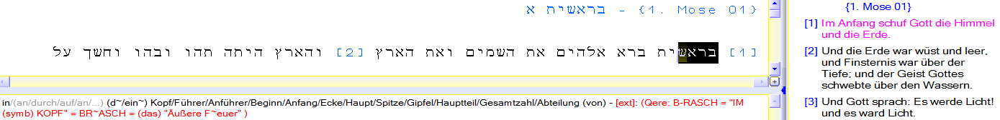 בראשית א - {1. Mose 01}
[1] בראשית ברא אלהים את השמים ואת הארץ [2] והארץ היתה תהו ובהו וחשך על
in/(an/durch/auf/an/...) (d~/ein~) Kopf/Führer/Anführer/Beginn/Anfang/Ecke/Haupt/Spitze/Gipfel/Hauptteil/Gesamtzahl/Abteilung (von) - [ext]: (Qere: B-RASCH = "IM
(symb) KOPF" = BR~ASCH = (das) "Äußere F~euer" )
{1. Mose 01}
[1] Im Anfang schuf Gott die Himmel
und die Erde.
[2] Und die Erde war wüst und leer,
und Finsternis war über der
Tiefe; und der Geist Gottes
schwebte über den Wassern.
[3] Und Gott sprach: Es werde Licht!
und es ward Licht.